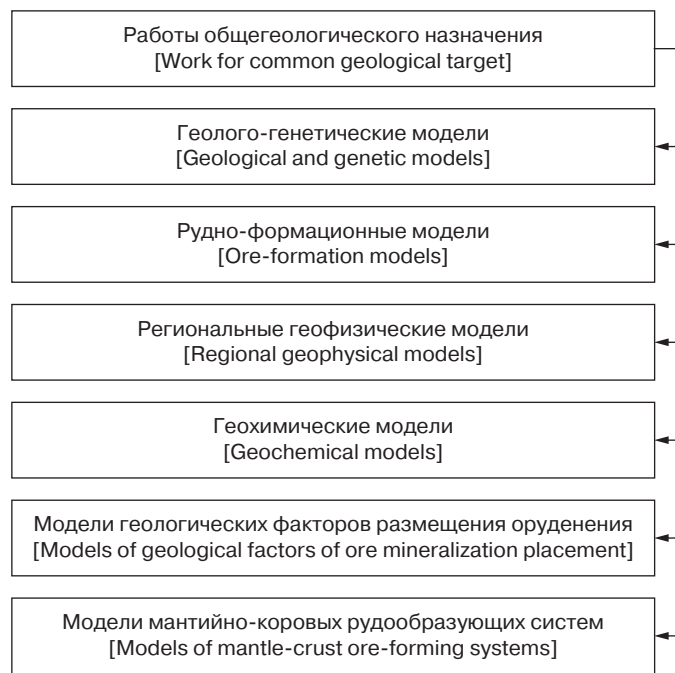 Работы общегеологического назначения
[Work for common geological target]
Геолого-генетические модели
[Geological and genetic models]
Рудно-формационные модели
[Ore-formation models]
Региональные геофизические модели
[Regional geophysical models]
Геохимические модели
[Geochemical models]
Модели геологических факторов размещения оруденения
[Models of geological factors of ore mineralization placement]
Модели мантийно-коровых рудообразующих систем
[Models of mantle-crust ore-forming systems]